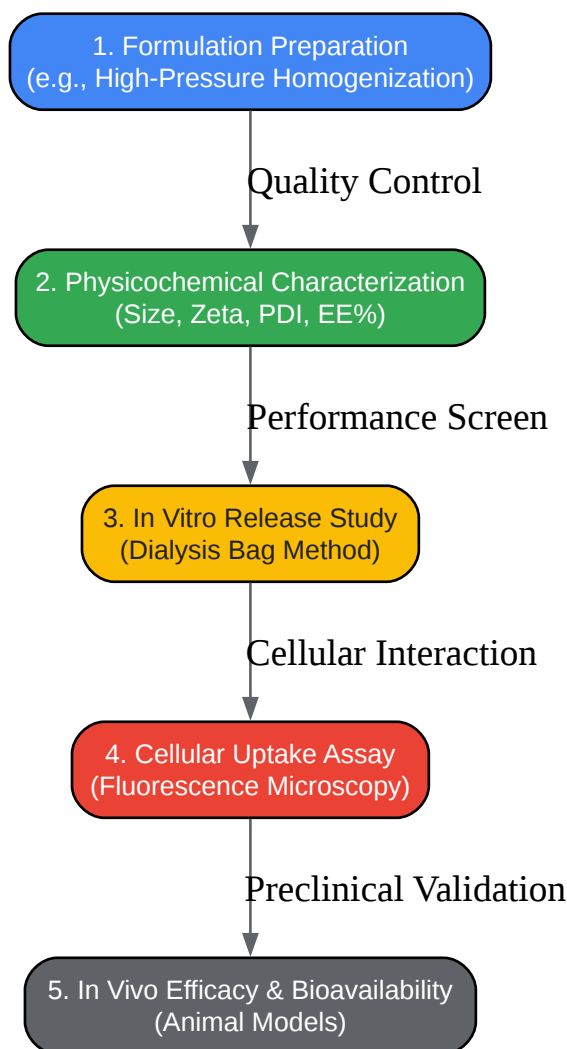 1. Formulation Preparation
(e.g., High-Pressure Homogenization)
Quality Control
2. Physicochemical Characterization
(Size, Zeta, PDI, EE%)
Performance Screen
3. In Vitro Release Study
(Dialysis Bag Method)
Cellular Interaction
4. Cellular Uptake Assay
(Fluorescence Microscopy)
Preclinical Validation
5. In Vivo Efficacy & Bioavailability
(Animal Models)